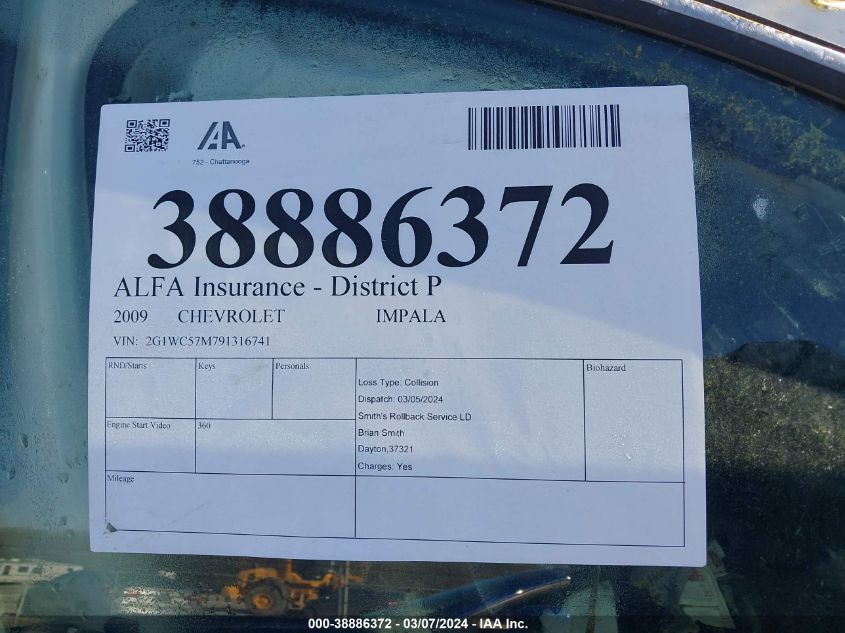 IAA
782 - Chattanooga
38886372
ALFA Insurance - District P
2009 CHEVROLET IMPALA
VIN: 2G1WC57M791316741
RND/Starts Keys Personals Biohazard
Loss Type: Collision
Dispatch: 03/05/2024
Smith's Rollback Service LD
Engine Start Video 360
Brian Smith
Dayton,37321
Charges: Yes
Mileage
000-38886372 - 03/07/2024 - IAA Inc.